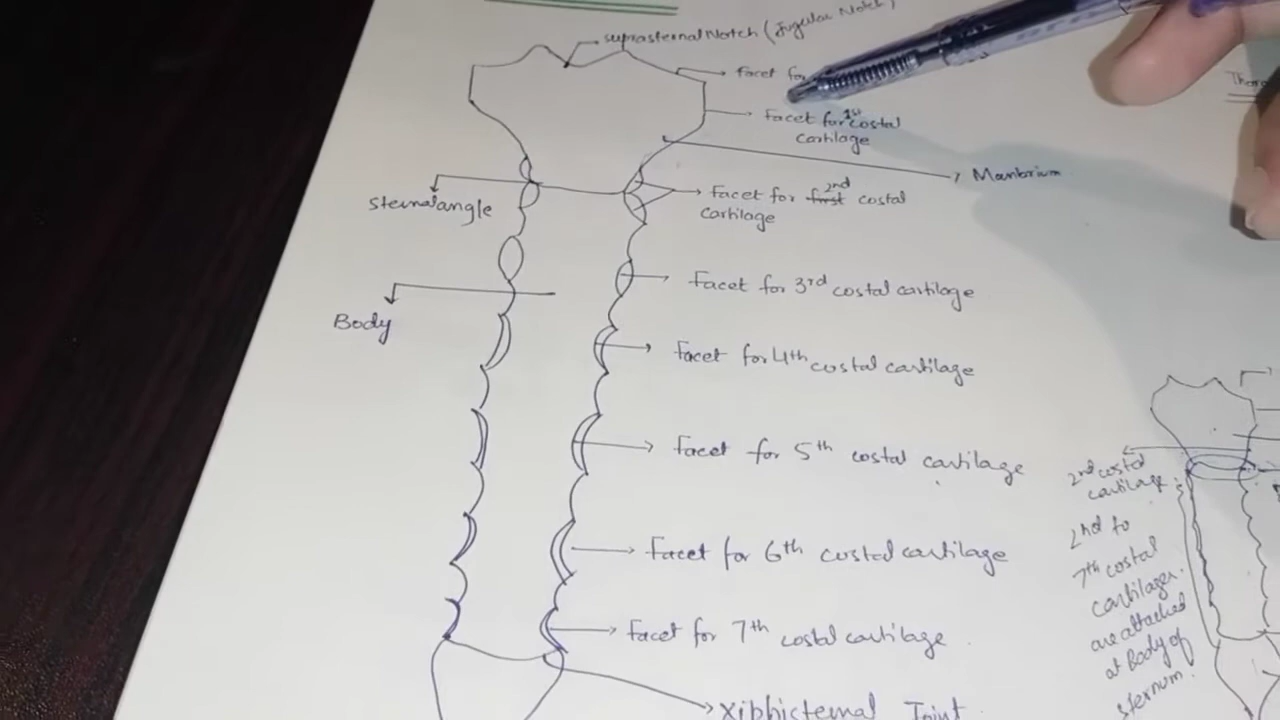 suprasternal Notch (Jugular Notch)
Facet for
Facet for 1st costal
cartilage
Manbrium
Facet for first 2nd costal
cartilage
Sternal angle
Facet for 3rd costal cartilage
Body
Facet for 4th costal cartilage
Facet for 5th costal cartilage
Facet for 6th costal cartilage
Facet for 7th costal cartilage
Xiphisternal Joint
2nd costal
cartilage
2nd to
7th costal
cartilages
are attached
at Body of
sternum.